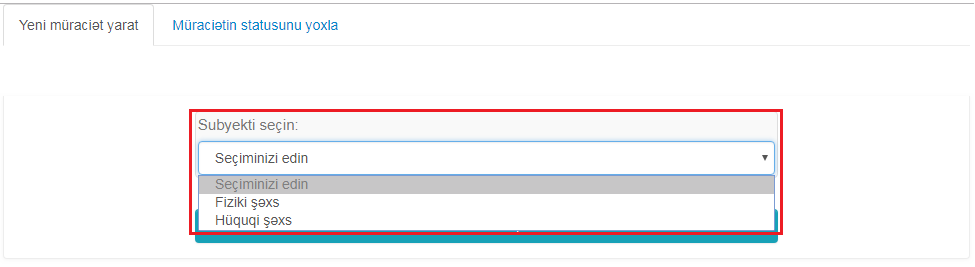 Yeni müraciət yarat
Müraciətin statusunu yoxla
Subyekti seçin:
Seçiminizi edin
Seçiminizi edin
Fiziki şəxs
Hüquqi şəxs